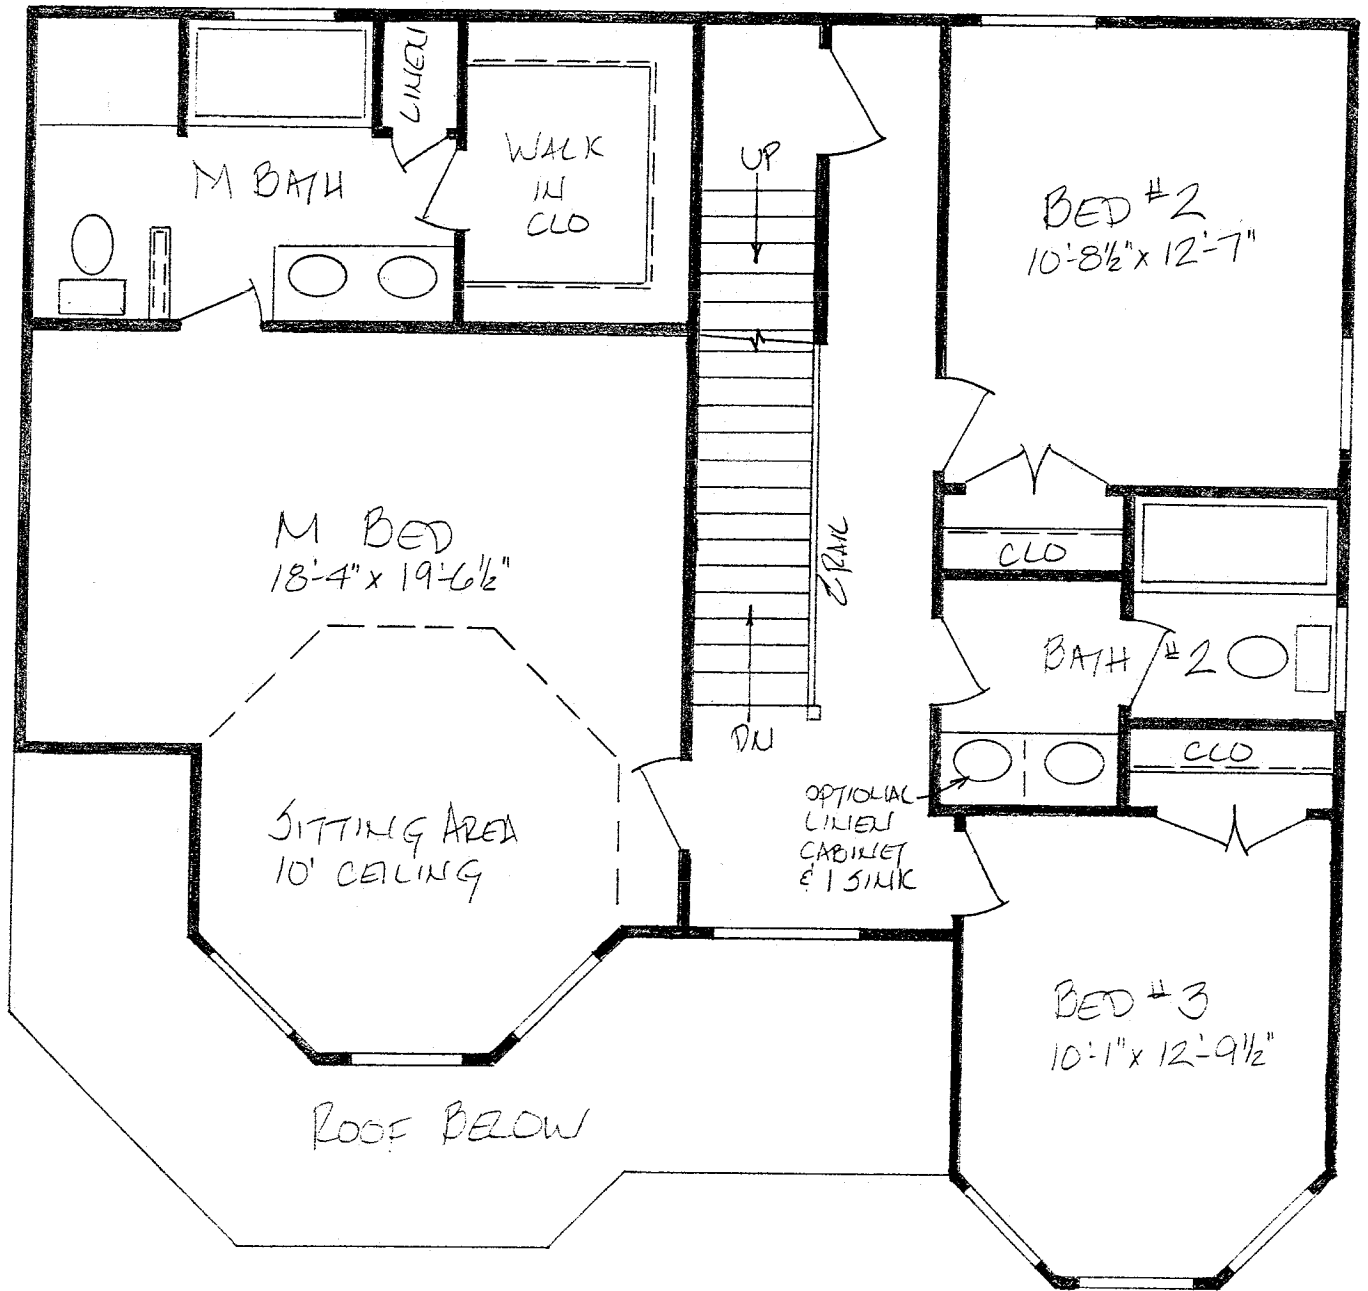 LINEN
M BATH
WALK
IN
CLO
UP
BED #2
10'-8½" x 12'-7"
M BED
18'-4" x 19'-6½"
RAIL
CLO
BATH #2
DN
CLO
OPTIONAL
LINEN
CABINET
& 1 SINK
SITTING AREA
10' CEILING
BED #3
10'-1" x 12'-9½"
ROOF BELOW